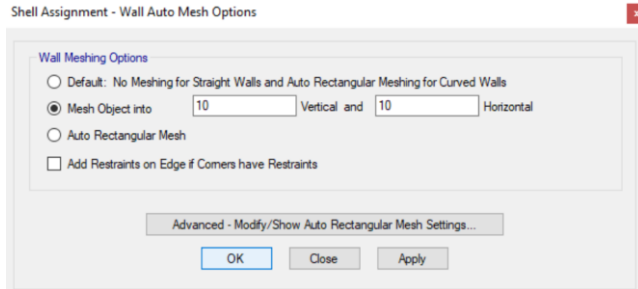 Shell Assignment - Wall Auto Mesh Options
Wall Meshing Options
Default: No Meshing for Straight Walls and Auto Rectangular Meshing for Curved Walls
Mesh Object into 10 Vertical and 10 Horizontal
Auto Rectangular Mesh
Add Restraints on Edge if Corners have Restraints
Advanced - Modify/Show Auto Rectangular Mesh Settings...
OK Close Apply